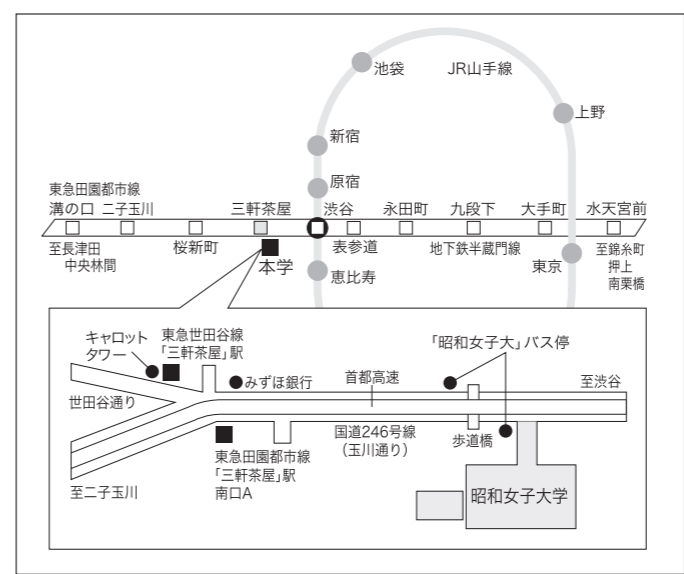 池袋
JR山手線
上野
新宿
原宿
東急田園都市線
溝の口
二子玉川
三軒茶屋
渋谷
永田町
九段下
大手町
水天宮前
至長津田
中央林間
桜新町
本学
表参道
地下鉄半蔵門線
東京
至錦糸町
押上
南栗橋
恵比寿
キャロット
タワー
東急世田谷線
「三軒茶屋」駅
「昭和女子大」バス停
みずほ銀行
首都高速
至渋谷
世田谷通り
国道246号線
(玉川通り)
歩道橋
東急田園都市線
「三軒茶屋」駅
南口A
至二子玉川
昭和女子大学